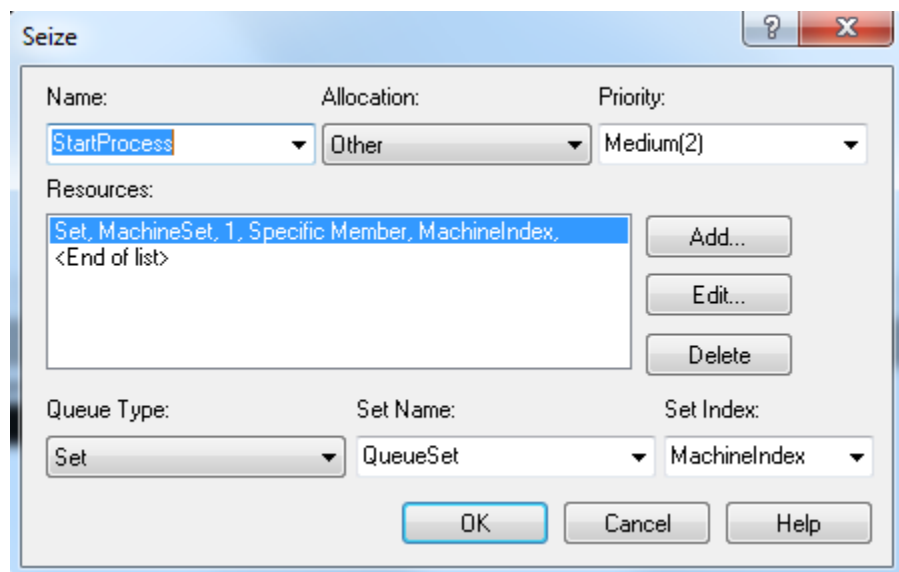 Seize
?
x
Name: Allocation: Priority:
StartProcess Other Medium(2)
Resources:
Set, MachineSet, 1, Specific Member, MachineIndex,
<End of list>
Add...
Edit...
Delete
Queue Type: Set Name: Set Index:
Set QueueSet MachineIndex
OK Cancel Help